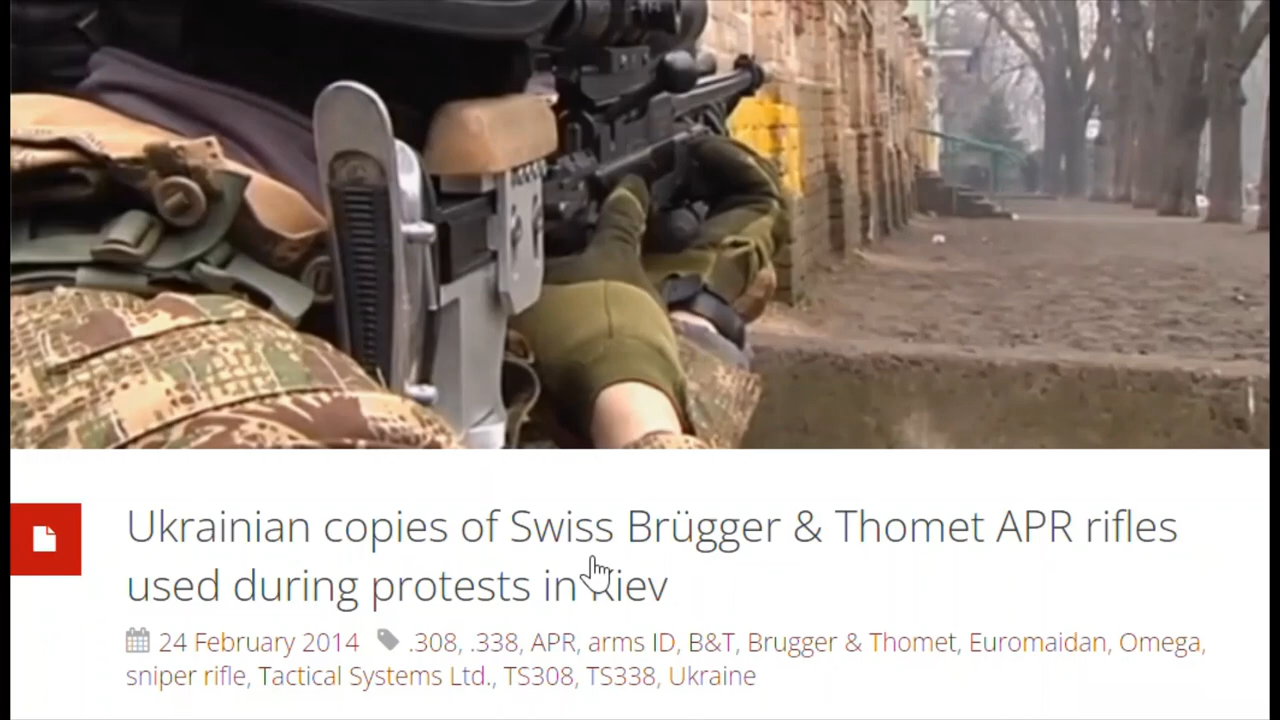 Ukrainian copies of Swiss Brügger & Thomet APR rifles
used during protests in Kiev
24 February 2014 .308, .338, APR, arms ID, B&T, Brugger & Thomet, Euromaidan, Omega,
sniper rifle, Tactical Systems Ltd., TS308, TS338, Ukraine